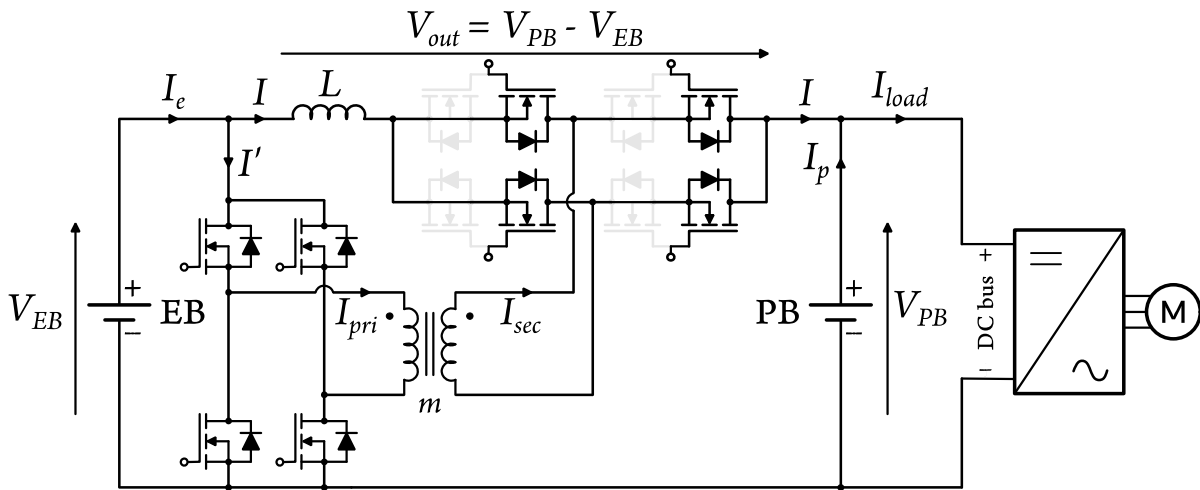 V_out = V_PB - V_EB
I_e
I
L
I
I_load
I'
I_p
V_EB
+
EB
−
I_pri
I_sec
m
PB
+
−
V_PB
DC bus
+
−
M